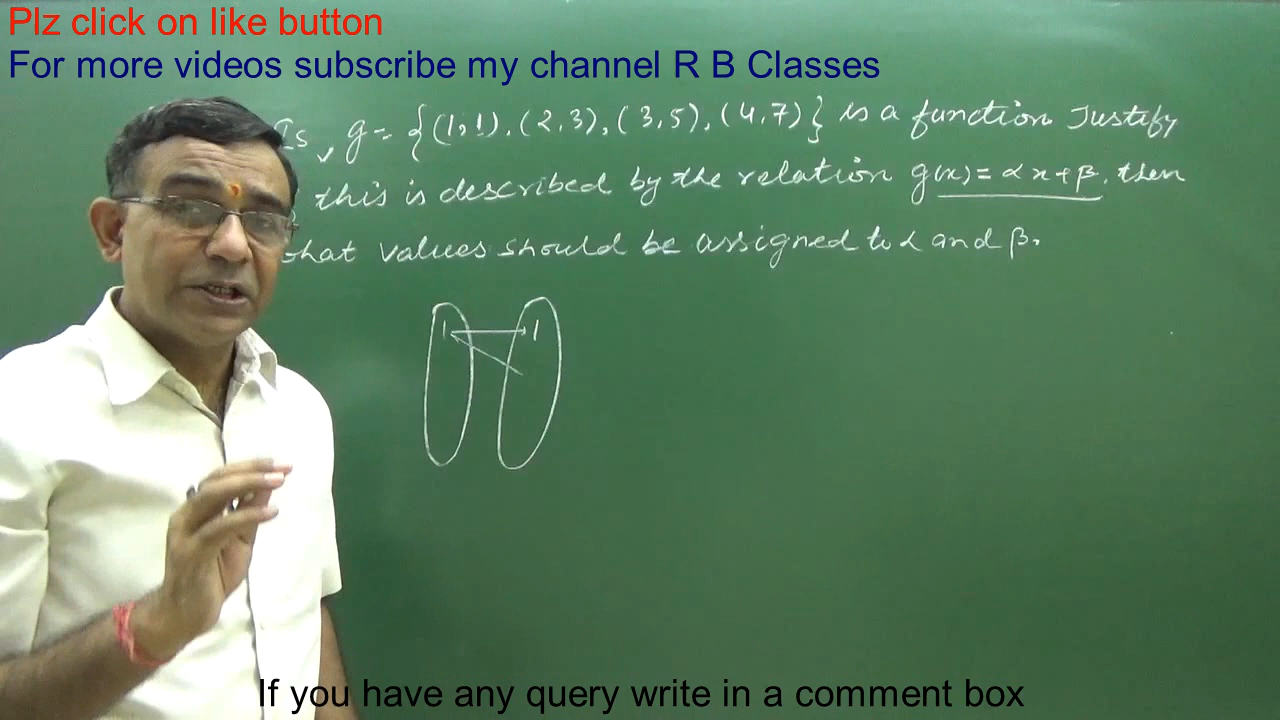 Plz click on like button
For more videos subscribe my channel R B Classes
Is g = {(1,1), (2,3), (3,5), (4,7)} is a function Justify
this is described by the relation g(x) = αx+β, then
what values should be assigned to α and β.
1 1
If you have any query write in a comment box